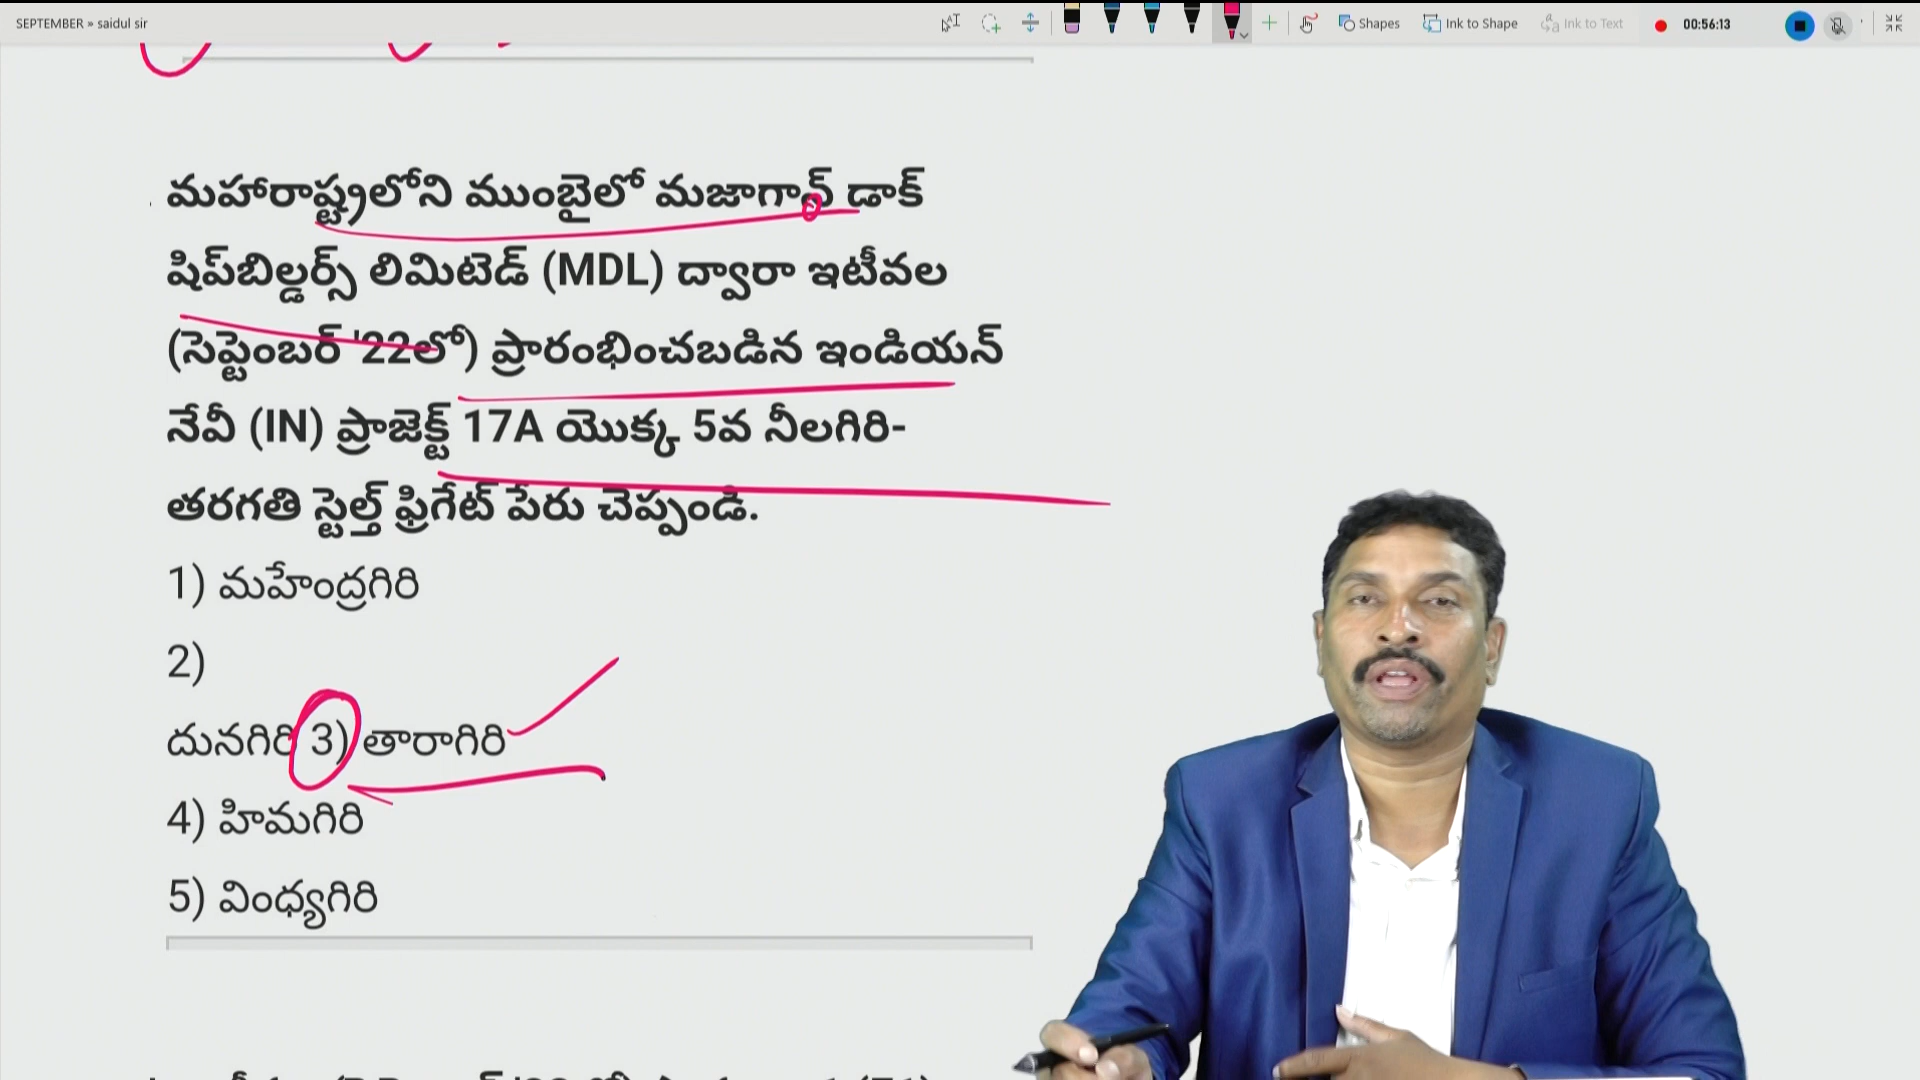 SEPTEMBER » saidul sir
Shapes
Ink to Shape
Ink to Text
00:56:13
మహారాష్ట్రలోని ముంబైలో మజాగాన్ డాక్
షిప్‌బిల్డర్స్ లిమిటెడ్ (MDL) ద్వారా ఇటీవల
(సెప్టెంబర్ '22లో) ప్రారంభించబడిన ఇండియన్
నేవీ (IN) ప్రాజెక్ట్ 17A యొక్క 5వ నీలగిరి-
తరగతి స్టెల్త్ ఫ్రిగేట్ పేరు చెప్పండి.
1) మహేంద్రగిరి
2)
దునగిరి 3) తారాగిరి
4) హిమగిరి
5) వింధ్యగిరి